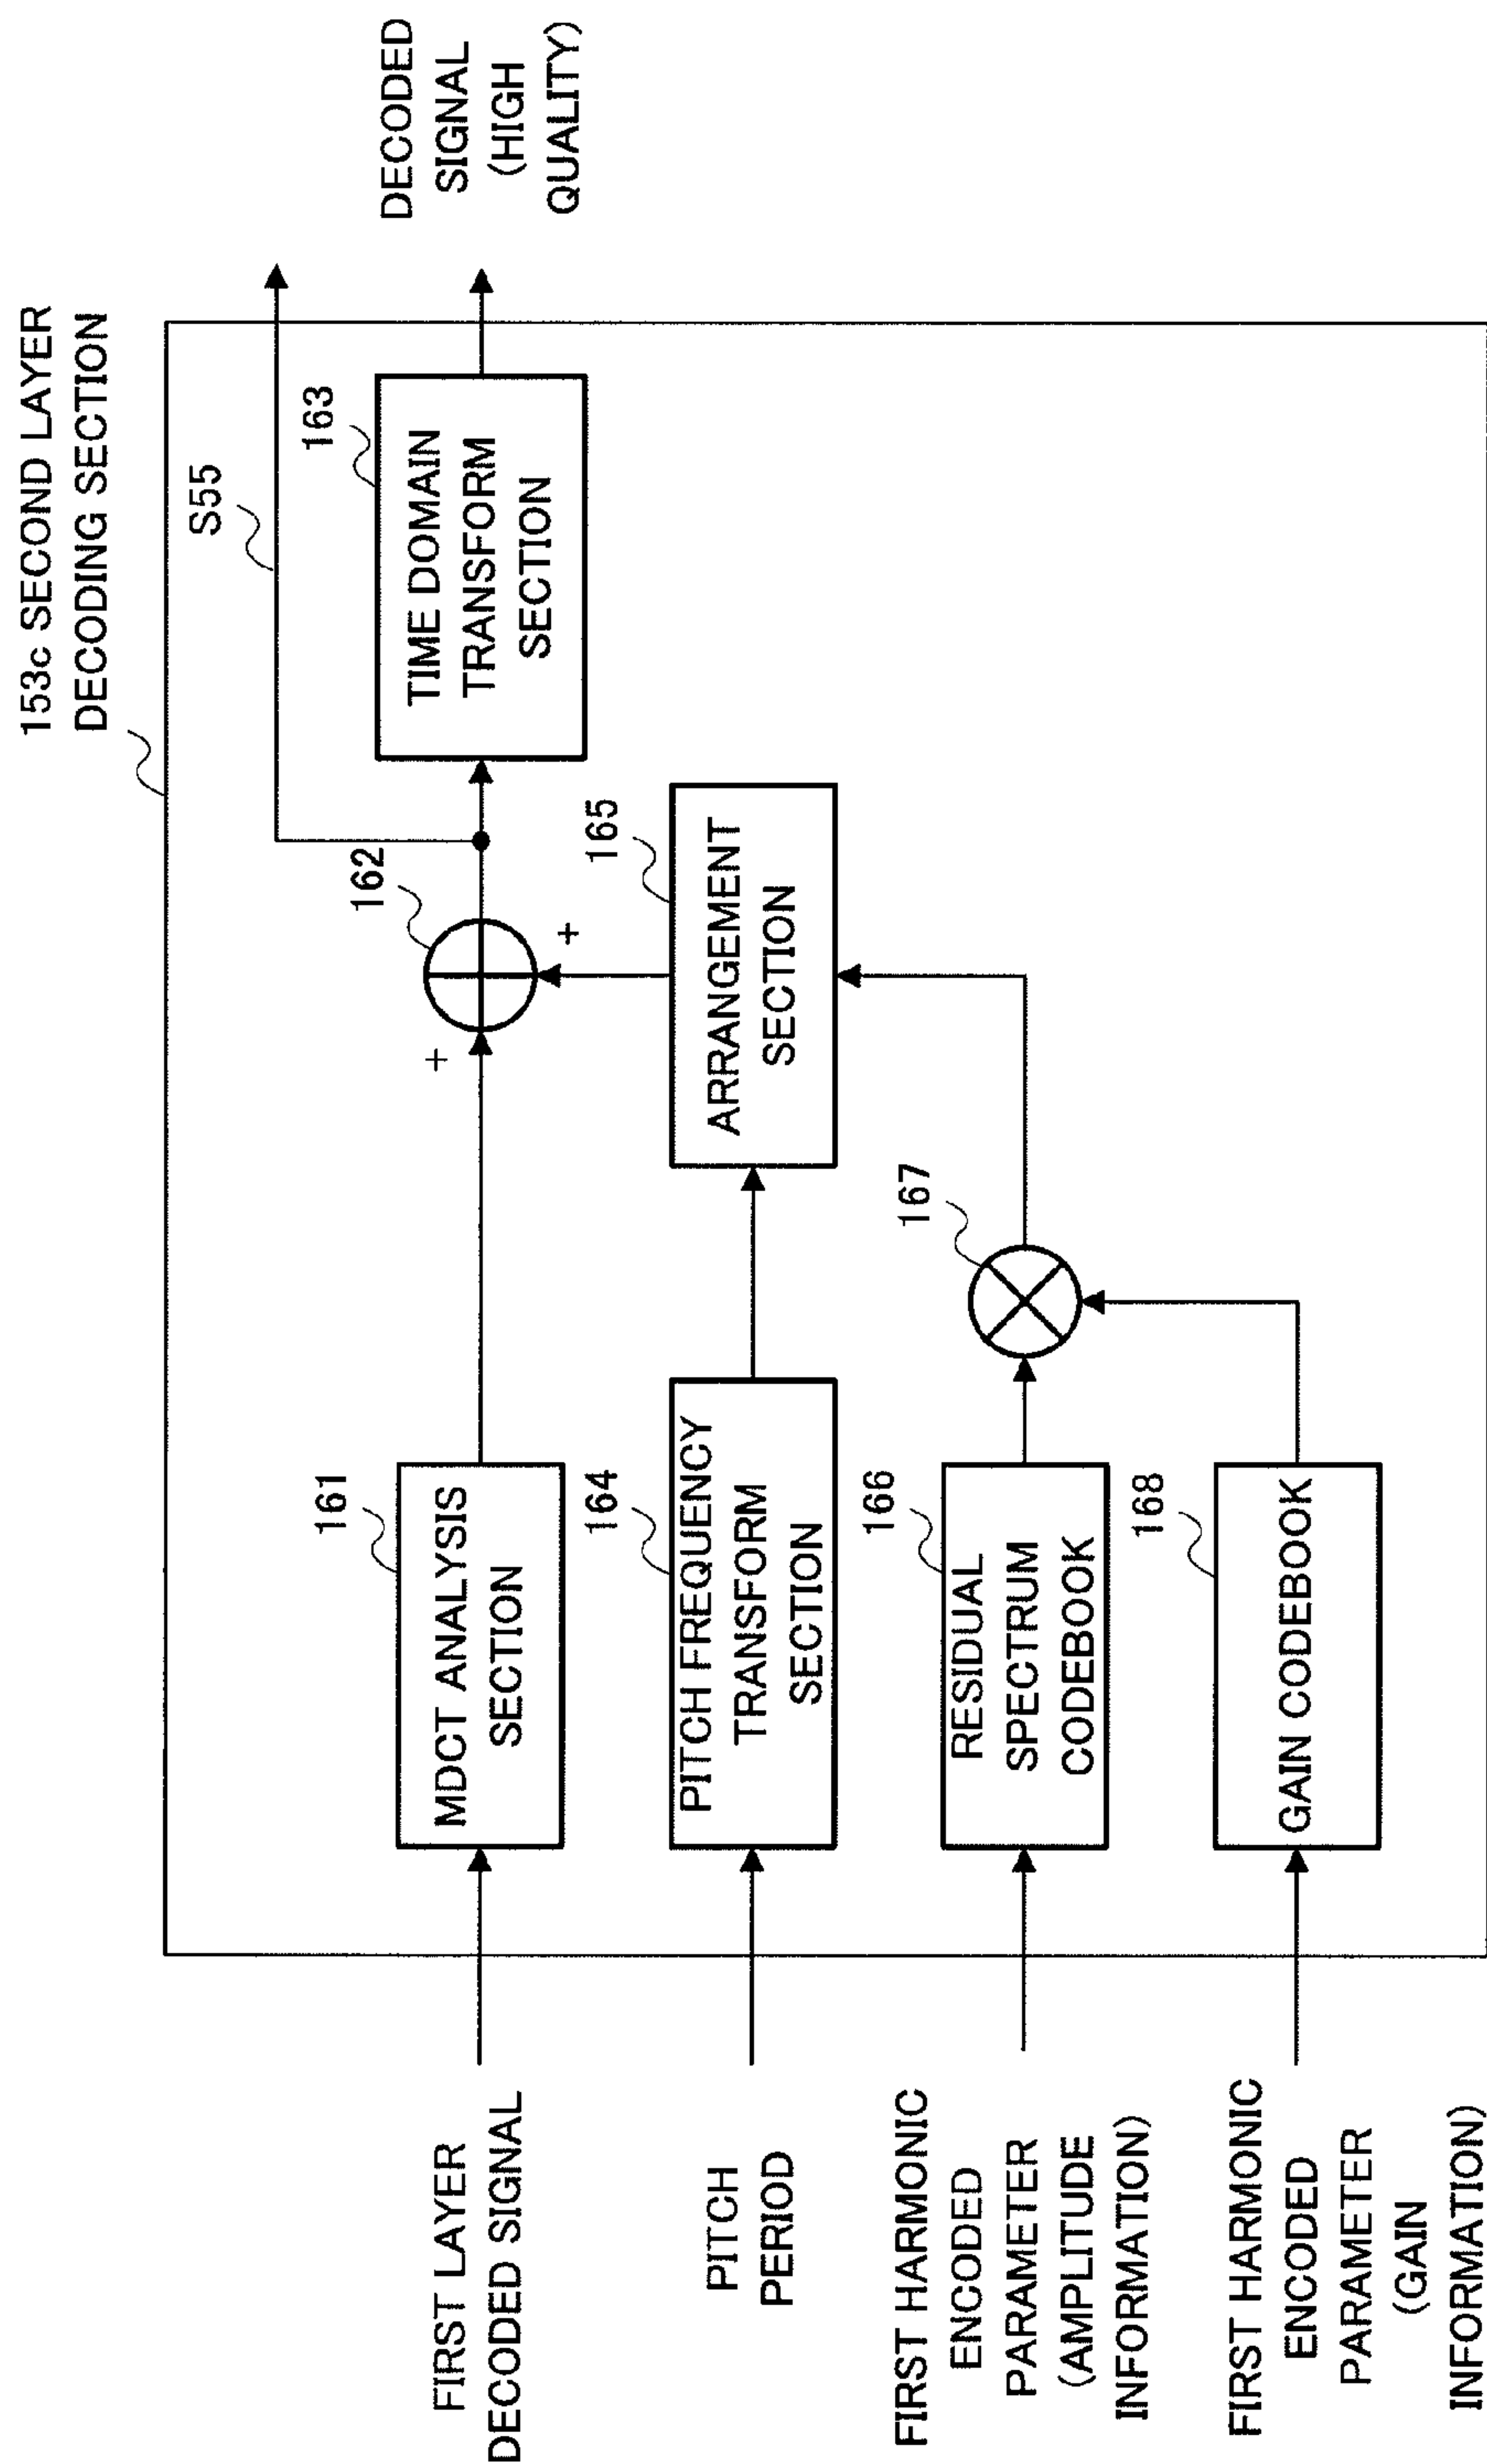 153c SECOND LAYER
DECODING SECTION
S55
DECODED
SIGNAL
(HIGH
QUALITY)
FIRST LAYER
DECODED SIGNAL
161
MDCT ANALYSIS
SECTION
+
162
163
TIME DOMAIN
TRANSFORM
SECTION
+
PITCH
PERIOD
164
PITCH FREQUENCY
TRANSFORM
SECTION
165
ARRANGEMENT
SECTION
FIRST HARMONIC
ENCODED
PARAMETER
(AMPLITUDE
INFORMATION)
166
RESIDUAL
SPECTRUM
CODEBOOK
167
FIRST HARMONIC
ENCODED
PARAMETER
(GAIN
INFORMATION)
168
GAIN CODEBOOK